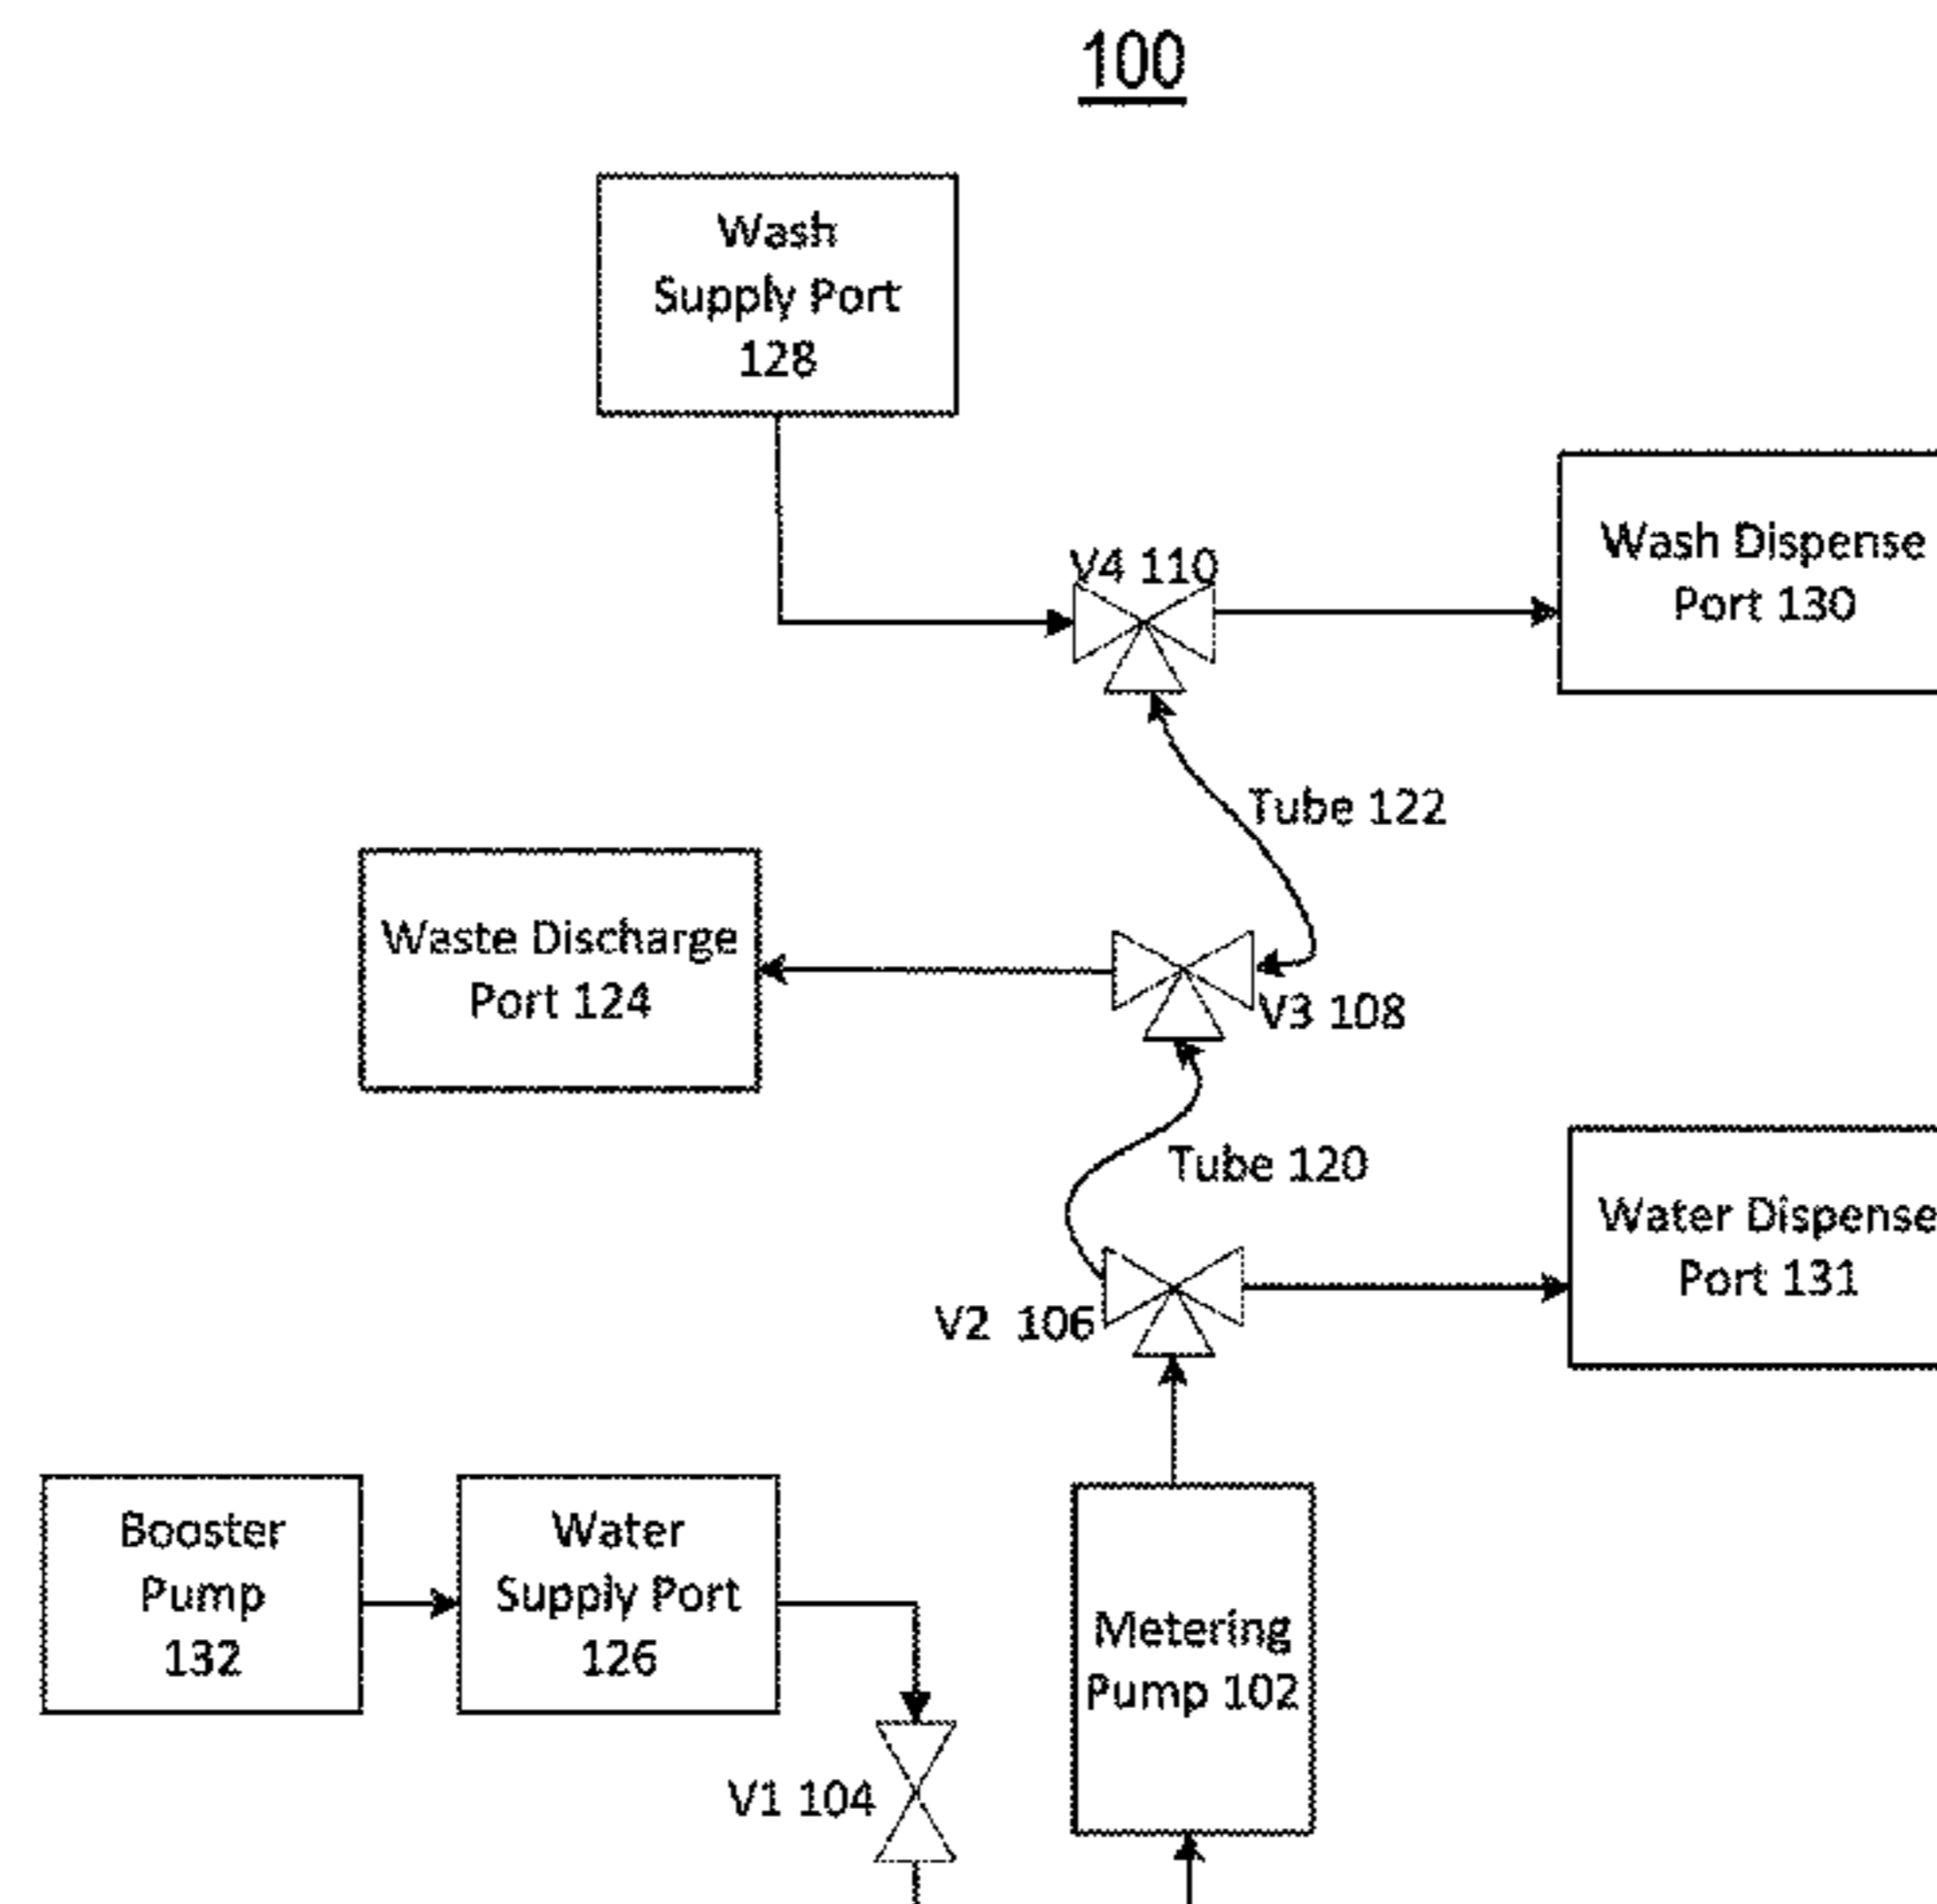 100
Wash
Supply Port
128
V4 110
Wash Dispense
Port 130
Tube 122
Waste Discharge
Port 124
V3 108
Tube 120
Water Dispense
Port 131
V2 106
Booster
Pump
132
Water
Supply Port
126
Metering
Pump 102
V1 104